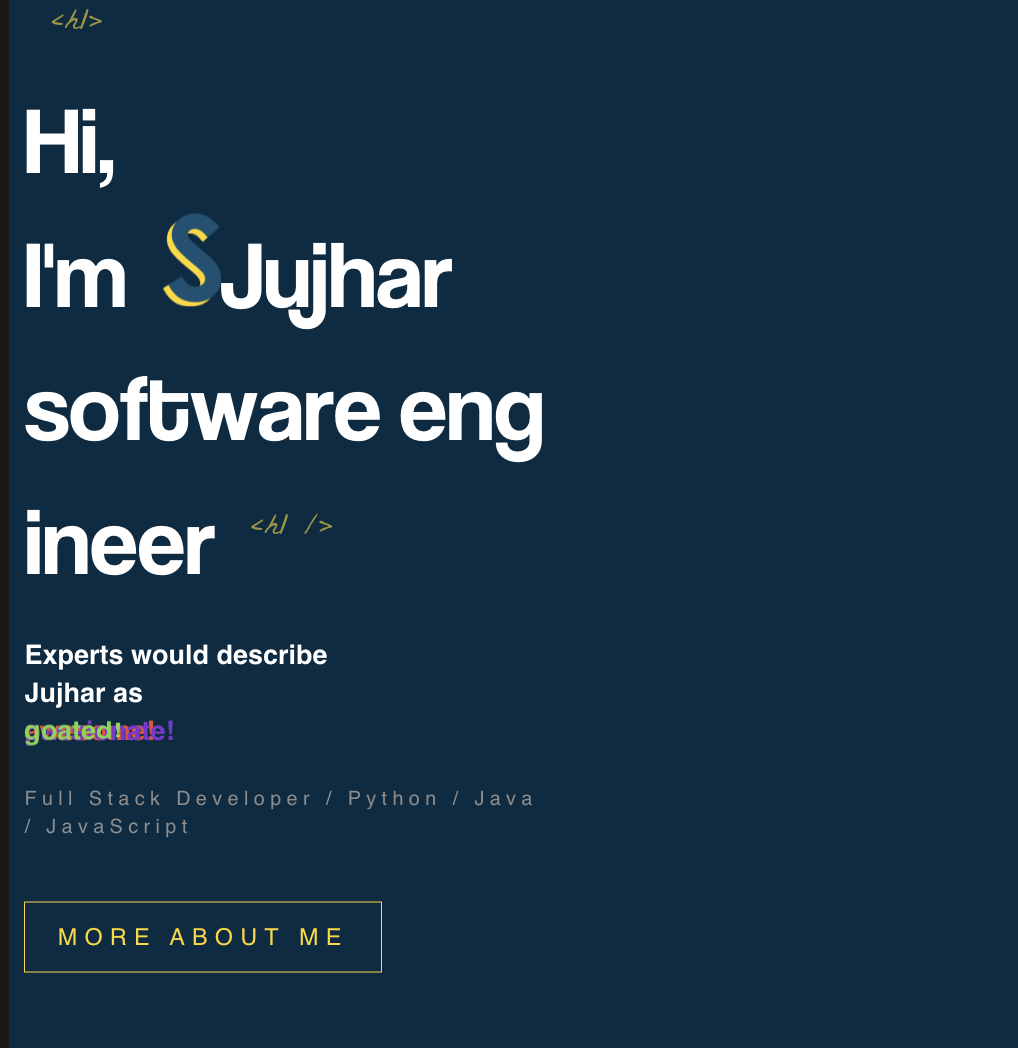 <h1>
Hi,
I'm SJujhar
software eng
ineer <h1 />
Experts would describe
Jujhar as
goated!
Full Stack Developer / Python / Java
/ JavaScript
MORE ABOUT ME